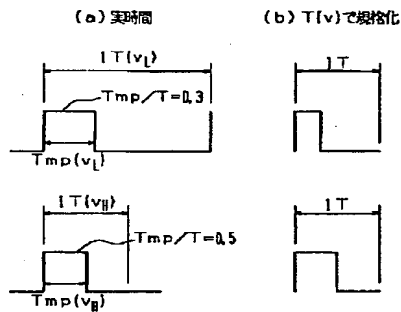 (a) 実時間
(b) T(v)で規格化
1T(vL)
1T
Tmp/T=0.3
Tmp(vL)
1T(vH)
1T
Tmp/T=0.5
Tmp(vH)